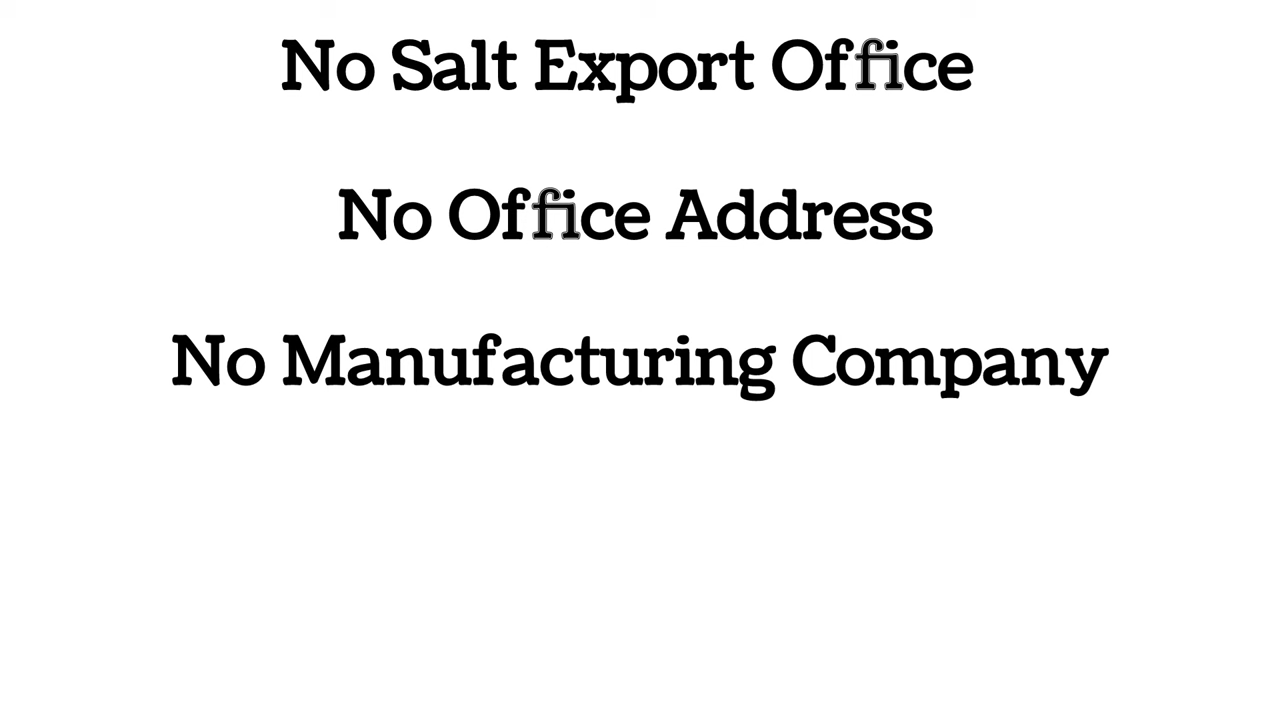 No Salt Export Office
No Office Address
No Manufacturing Company